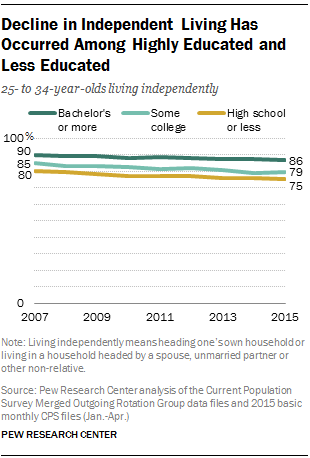 Decline in Independent Living Has
Occurred Among Highly Educated and
Less Educated
25- to 34-year-olds living independently
Bachelor's
or more
Some
college
High school
or less
100%
90
85
80
86
79
75
0
2007
2009
2011
2013
2015
Note: Living independently means heading one's own household or
living in a household headed by a spouse, unmarried partner or
other non-relative.
Source: Pew Research Center analysis of the Current Population
Survey Merged Outgoing Rotation Group data files and 2015 basic
monthly CPS files (Jan.-Apr.)
PEW RESEARCH CENTER